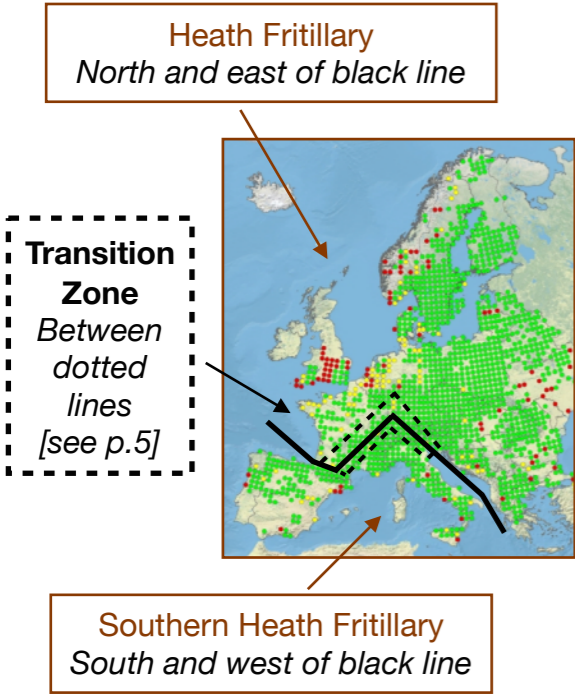 Heath Fritillary
North and east of black line
Transition
Zone
Between
dotted
lines
[see p.5]
Southern Heath Fritillary
South and west of black line